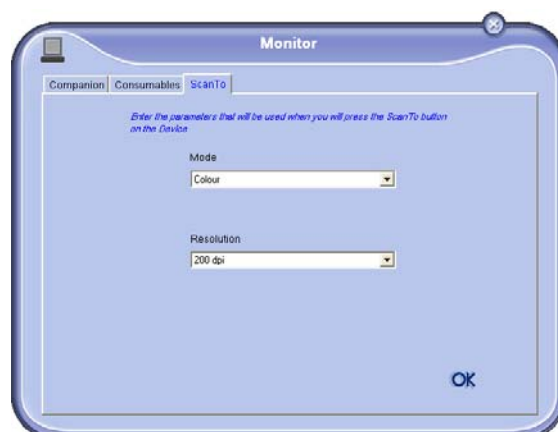 Monitor
Companion Consumables ScanTo
Enter the parameters that will be used when you will press the ScanTo button
on the Device
Mode
Colour
Resolution
200 dpi
OK